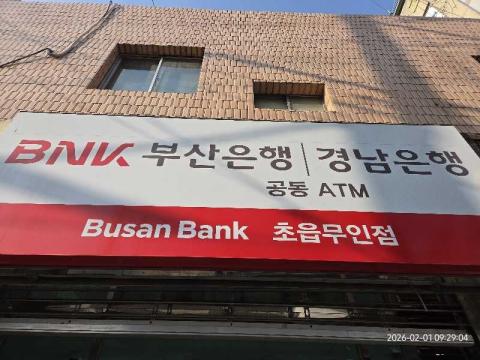 BNK 부산은행 | 경남은행
공동 ATM
Busan Bank 초읍무인점
2026-02-01 09:29:04